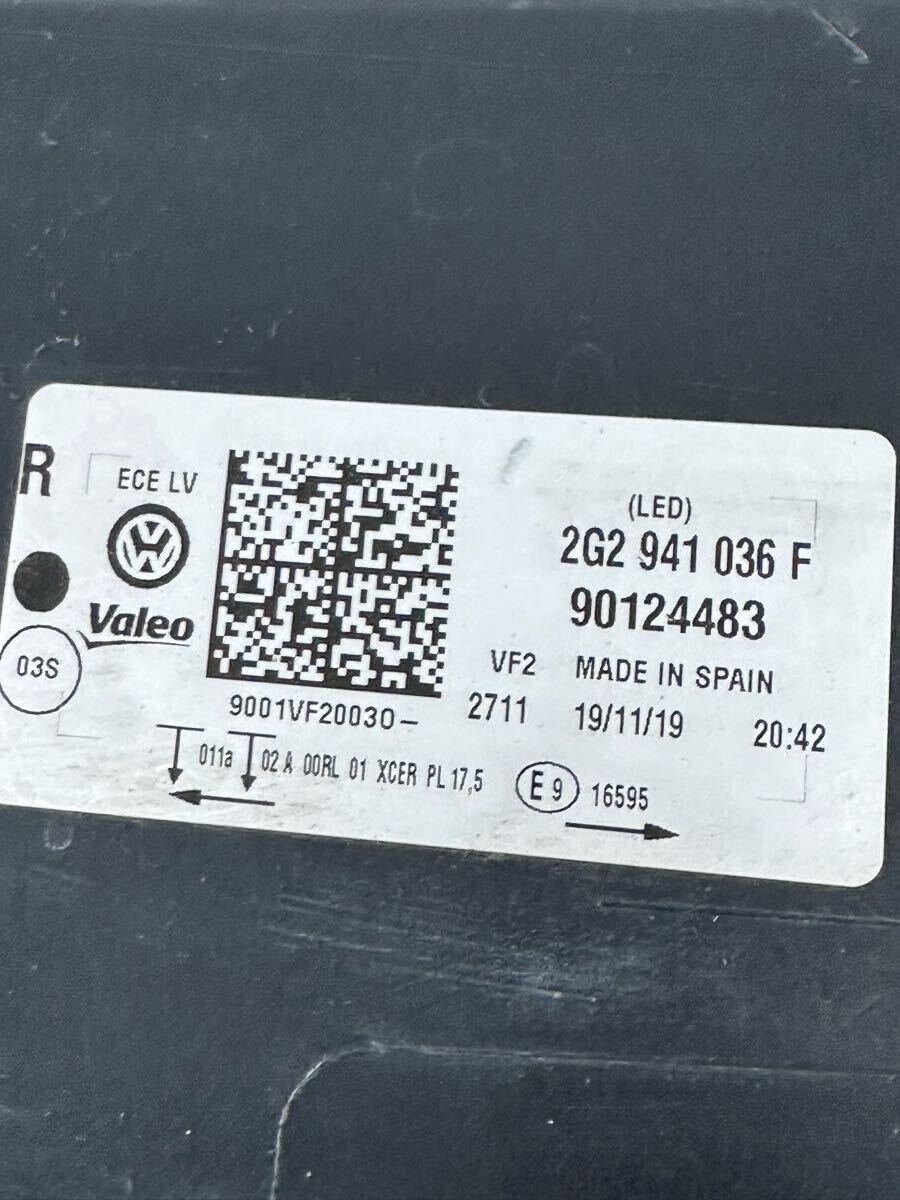 R
ECE LV
(LED)
2G2 941 036 F
90124483
Valeo
03S
VF2 MADE IN SPAIN
9001VF20030-
2711 19/11/19 20:42
011a 02 A 00RL 01 XCER PL 17,5 E 9 16595